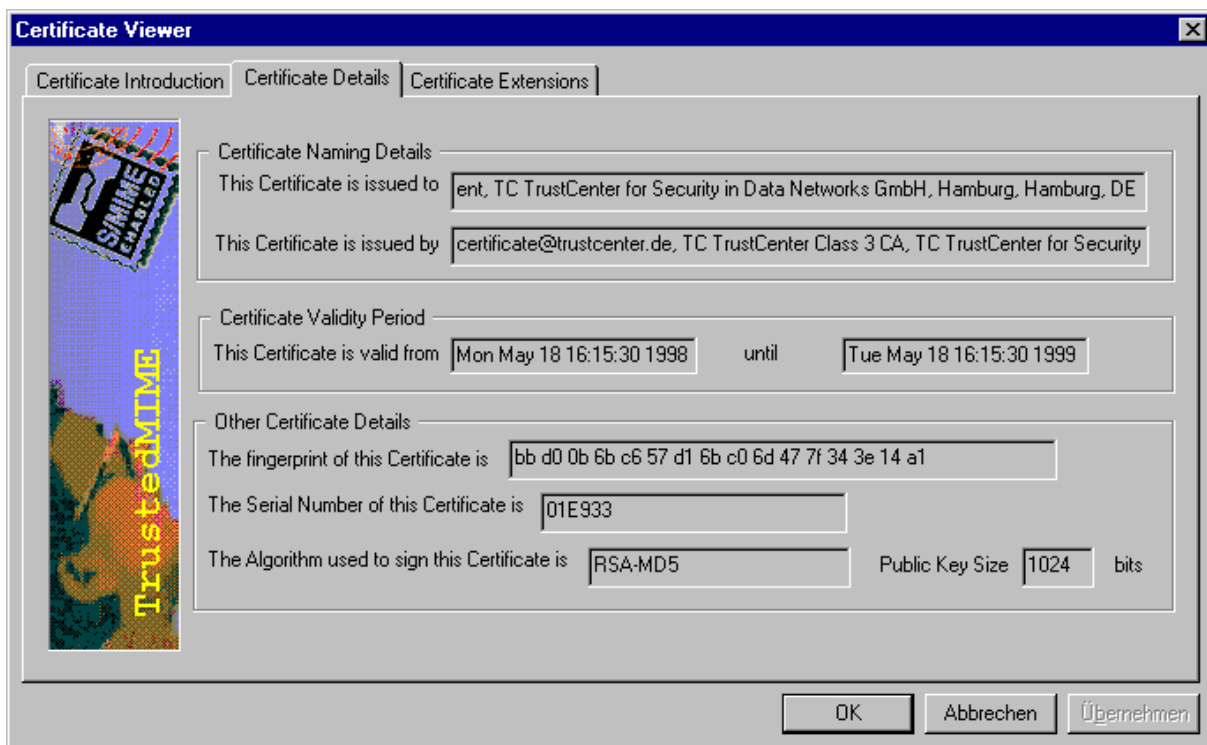 Certificate Viewer
Certificate Introduction Certificate Details Certificate Extensions
S/MIME
ENABLED
TrustedMIME
Certificate Naming Details
This Certificate is issued to ent, TC TrustCenter for Security in Data Networks GmbH, Hamburg, Hamburg, DE
This Certificate is issued by certificate@trustcenter.de, TC TrustCenter Class 3 CA, TC TrustCenter for Security
Certificate Validity Period
This Certificate is valid from Mon May 18 16:15:30 1998 until Tue May 18 16:15:30 1999
Other Certificate Details
The fingerprint of this Certificate is bb d0 0b 6b c6 57 d1 6b c0 6d 47 7f 34 3e 14 a1
The Serial Number of this Certificate is 01E933
The Algorithm used to sign this Certificate is RSA-MD5 Public Key Size 1024 bits
OK Abbrechen Übernehmen